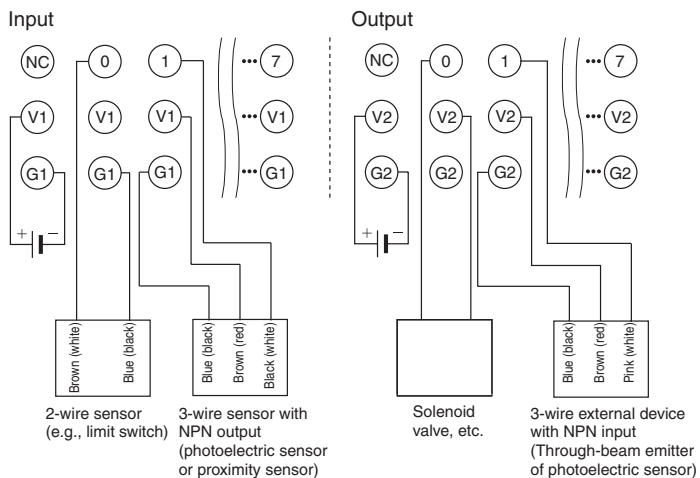 Input
Output
NC 0 1 ••• 7
V1 V1 V1 ••• V1
G1 G1 G1 ••• G1
+ −
NC 0 1 ••• 7
V2 V2 V2 ••• V2
G2 G2 G2 ••• G2
+ −
Brown (white)
Blue (black)
Blue (black)
Brown (red)
Black (white)
Blue (black)
Brown (red)
Pink (white)
2-wire sensor
(e.g., limit switch)
3-wire sensor with
NPN output
(photoelectric sensor
or proximity sensor)
Solenoid
valve, etc.
3-wire external device
with NPN input
(Through-beam emitter
of photoelectric sensor)